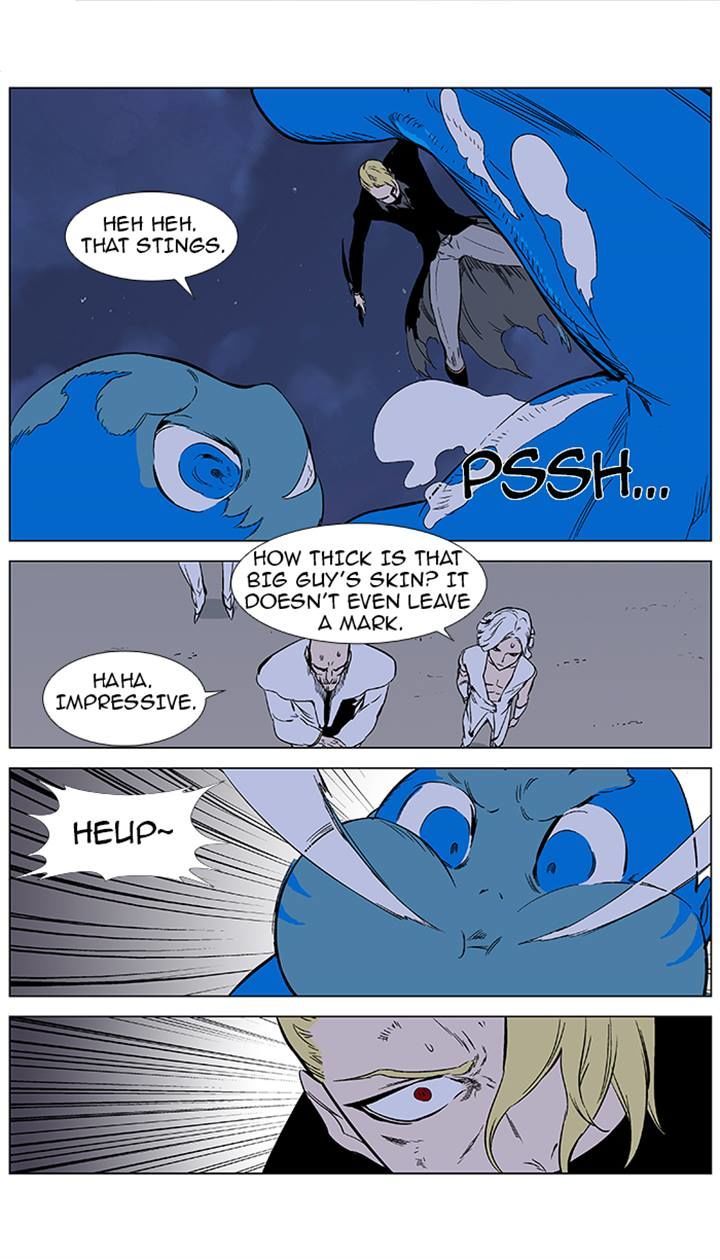 HEH HEH.
THAT STINGS.
PSSH...
HOW THICK IS THAT
BIG GUY'S SKIN? IT
DOESN'T EVEN LEAVE
A MARK.
HAHA.
IMPRESSIVE.
HEUP~